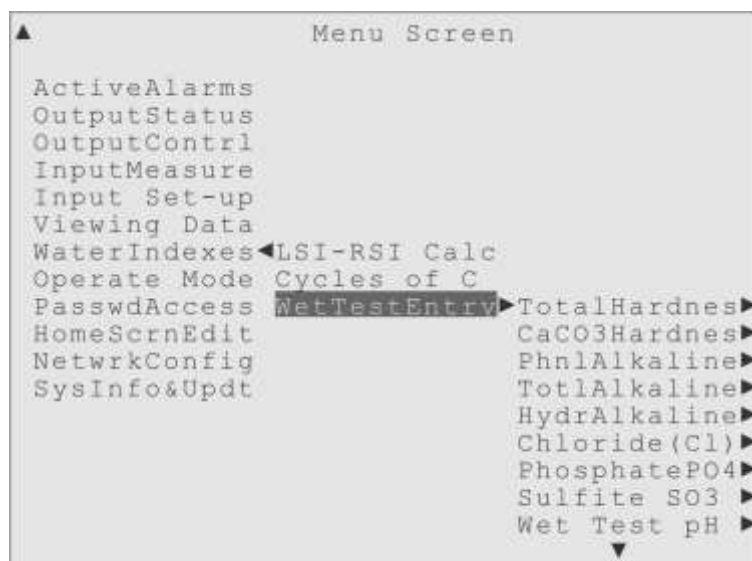 Menu Screen
ActiveAlarms
OutputStatus
OutputContrl
InputMeasure
Input Set-up
Viewing Data
WaterIndexes LSI-RSI Calc
Operate Mode Cycles of C
PasswdAccess WetTestEntry TotalHardnes
HomeScrnEdit CaCO3Hardnes
NetwrkConfig PhnlAlkaline
SysInfo&Updt TotlAlkaline
HydrAlkaline
Chloride(Cl)
PhosphatePO4
Sulfite SO3
Wet Test pH